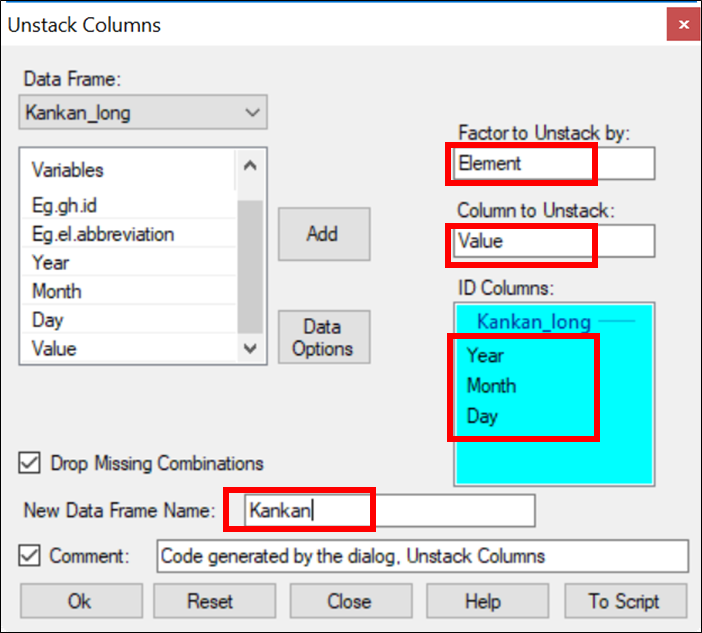 Unstack Columns
Data Frame:
Kankan_long
Variables
Eg.gh.id
Eg.el.abbreviation
Year
Month
Day
Value
Add
Data
Options
Factor to Unstack by:
Element
Column to Unstack:
Value
ID Columns:
Kankan_long
Year
Month
Day
Drop Missing Combinations
New Data Frame Name: Kankan
Comment: Code generated by the dialog, Unstack Columns
Ok Reset Close Help To Script